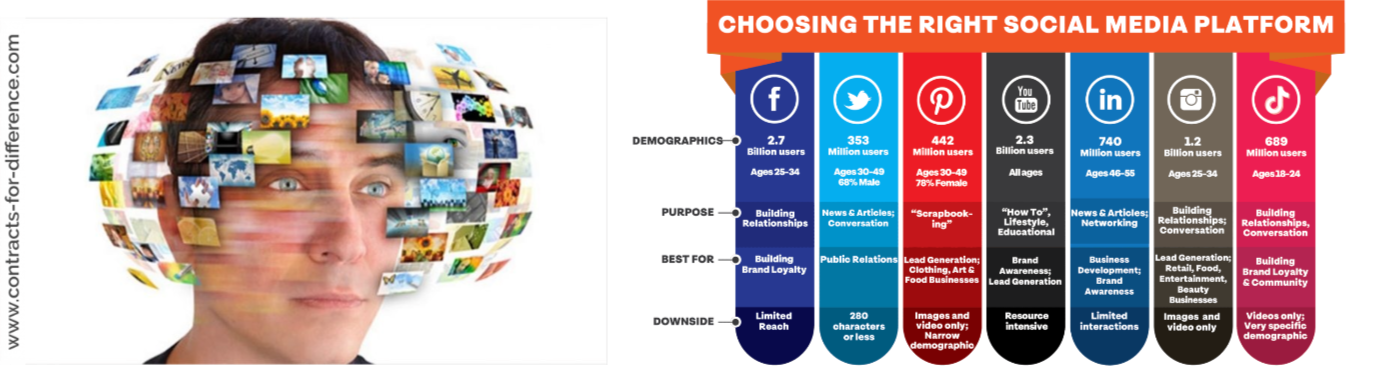 www.contracts-for-difference.com
CHOOSING THE RIGHT SOCIAL MEDIA PLATFORM
f
You
Tube
in
DEMOGRAPHICS
2.7
Billion users
Ages 25-34
353
Million users
Ages 30-49
68% Male
442
Million users
Ages 30-49
78% Female
2.3
Billion users
All ages
740
Million users
Ages 46-55
1.2
Billion users
Ages 25-34
689
Million users
Ages 18-24
PURPOSE
Building
Relationships
News & Articles;
Conversation
“Scrapbook-
ing”
“How To”,
Lifestyle,
Educational
News & Articles;
Networking
Building
Relationships;
Conversation
Building
Relationships,
Conversation
BEST FOR
Building
Brand Loyalty
Public Relations
Lead Generation;
Clothing, Art &
Food Businesses
Brand
Awareness;
Lead Generation
Business
Development;
Brand
Awareness
Lead Generation;
Retail, Food,
Entertainment,
Beauty
Businesses
Building
Brand Loyalty
& Community
DOWNSIDE
Limited
Reach
280
characters
or less
Images and
video only;
Narrow
demographic
Resource
intensive
Limited
interactions
Images and
video only
Videos only;
Very specific
demographic